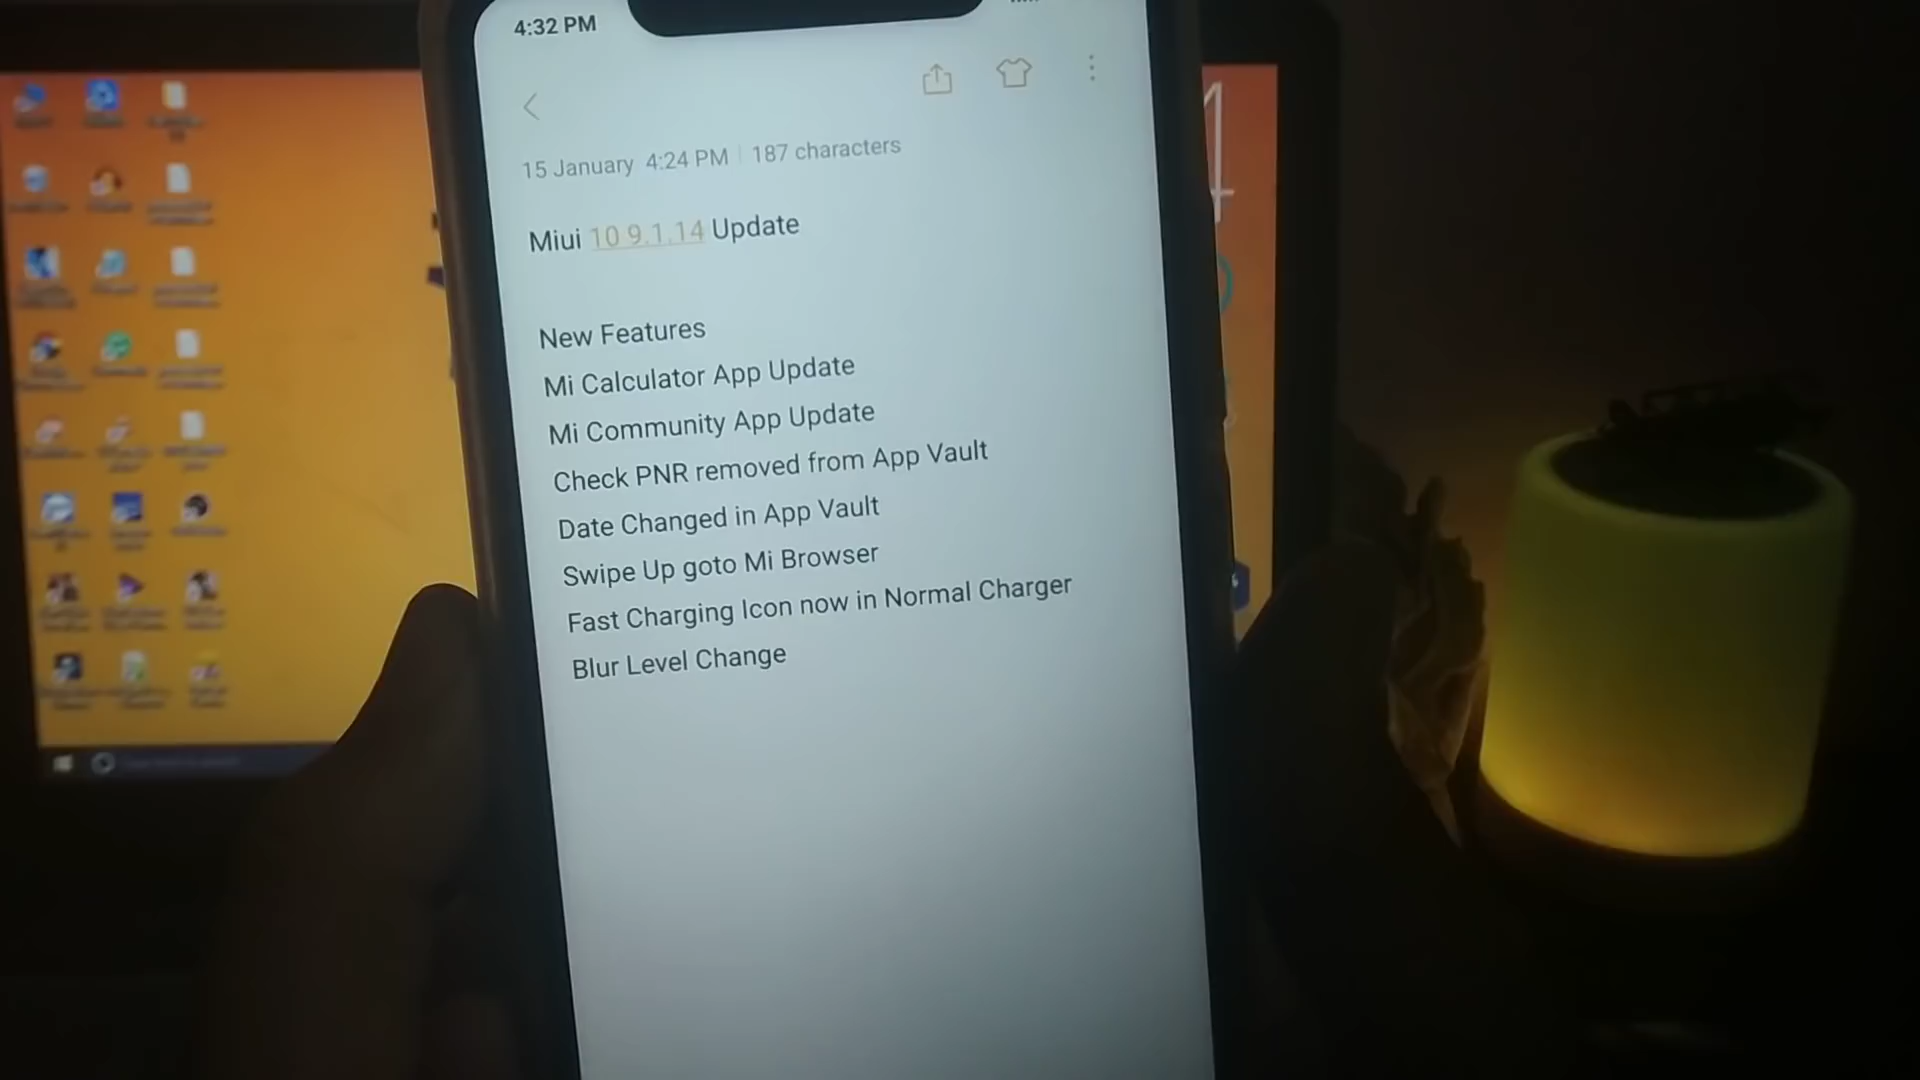 4:32 PM
15 January 4:24 PM | 187 characters
Miui 10 9.1.14 Update
New Features
Mi Calculator App Update
Mi Community App Update
Check PNR removed from App Vault
Date Changed in App Vault
Swipe Up goto Mi Browser
Fast Charging Icon now in Normal Charger
Blur Level Change
4